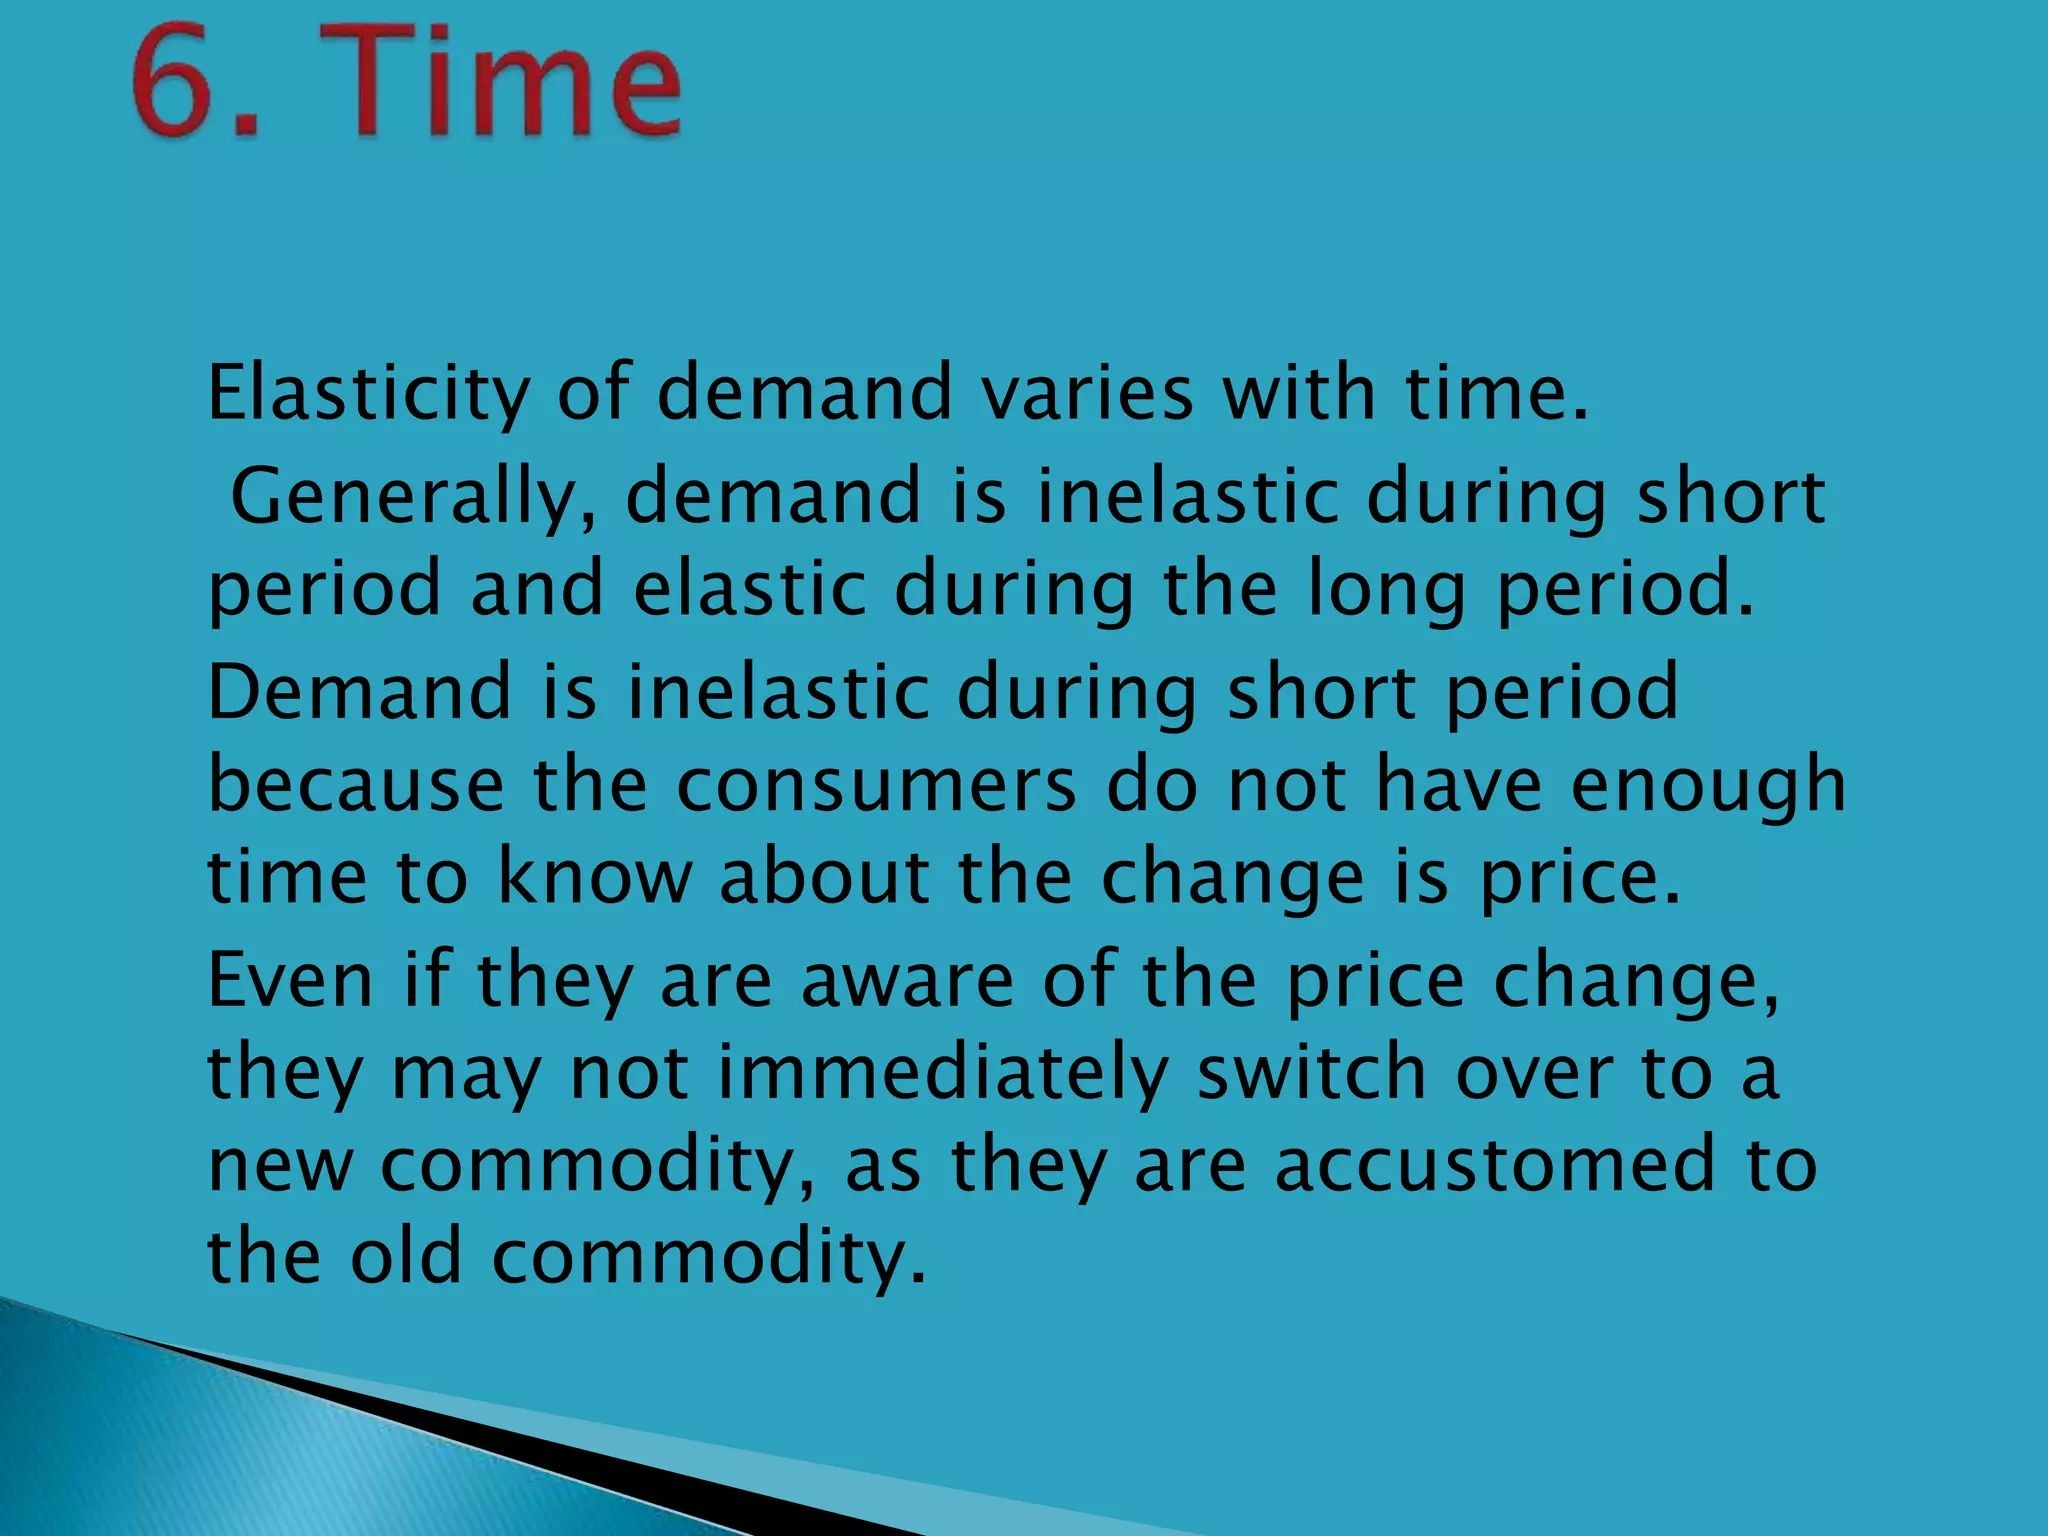 6. Time
Elasticity of demand varies with time.
Generally, demand is inelastic during short
period and elastic during the long period.
Demand is inelastic during short period
because the consumers do not have enough
time to know about the change is price.
Even if they are aware of the price change,
they may not immediately switch over to a
new commodity, as they are accustomed to
the old commodity.